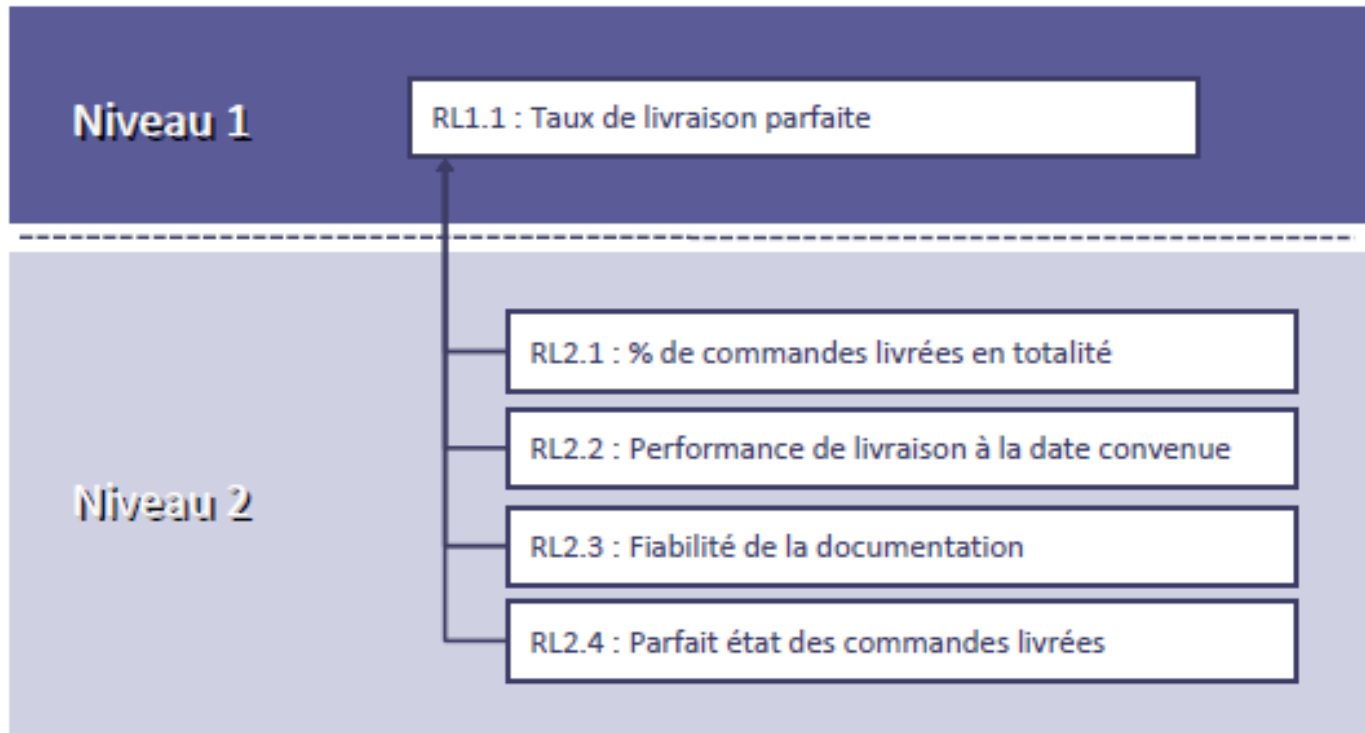 Niveau 1
RL1.1 : Taux de livraison parfaite
RL2.1 : % de commandes livrées en totalité
RL2.2 : Performance de livraison à la date convenue
Niveau 2
RL2.3 : Fiabilité de la documentation
RL2.4 : Parfait état des commandes livrées